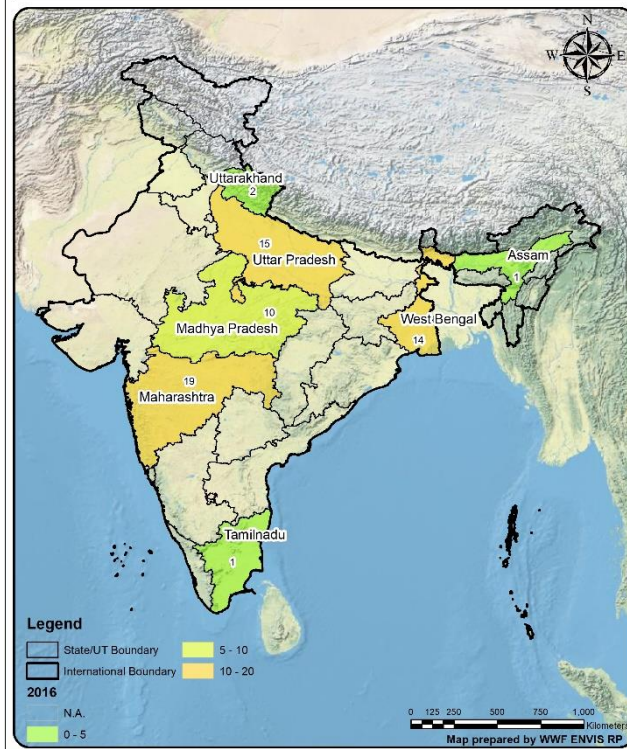 N
W E
S
Uttarakhand
2
15
Uttar Pradesh
Assam
1
10
Madhya Pradesh
West Bengal
14
19
Maharashtra
Tamilnadu
1
Legend
State/UT Boundary
International Boundary
2016
N.A.
0 - 5
5 - 10
10 - 20
0 125 250 500 750 1,000
Kilometers
Map prepared by WWF ENVIS RP